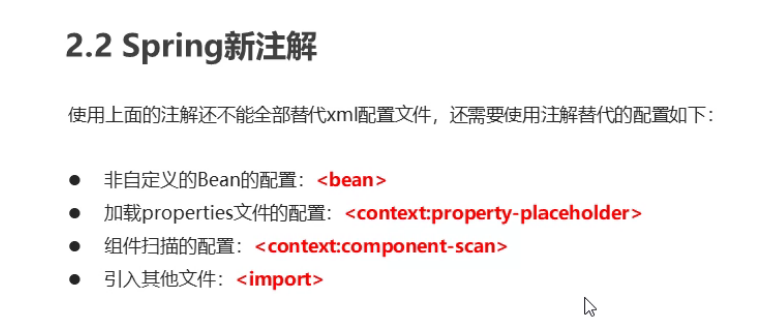 2.2 Spring新注解
使用上面的注解还不能全部替代xml配置文件，还需要使用注解替代的配置如下：
● 非自定义的Bean的配置：<bean>
● 加载properties文件的配置：<context:property-placeholder>
● 组件扫描的配置：<context:component-scan>
● 引入其他文件：<import>